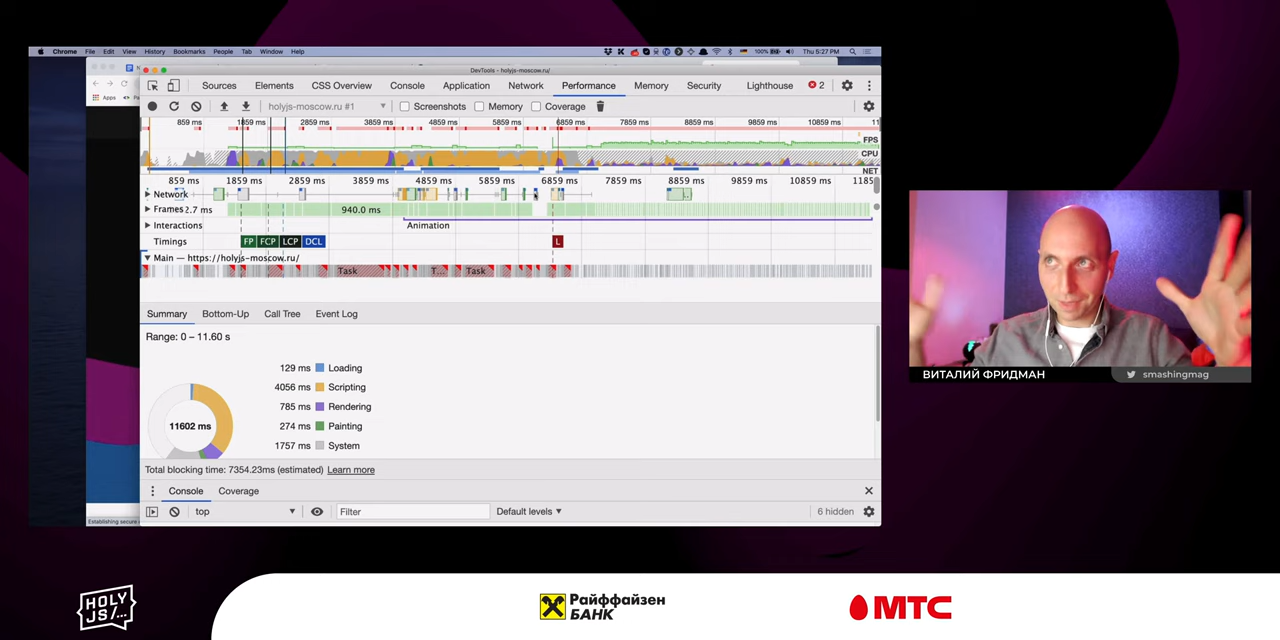 Chrome File Edit View History Bookmarks People Tab Window Help 100% Thu 5:27 PM
DevTools - holyjs-moscow.ru/
Apps
Sources Elements CSS Overview Console Application Network Performance Memory Security Lighthouse 2
holyjs-moscow.ru #1 Screenshots Memory Coverage
859 ms 1859 ms 2859 ms 3859 ms 4859 ms 5859 ms 6859 ms 7859 ms 8859 ms 9859 ms 10859 ms 11
FPS
CPU
NET
859 ms 1859 ms 2859 ms 3859 ms 4859 ms 5859 ms 6859 ms 7859 ms 8859 ms 9859 ms 10859 ms 1185
Network
Frames 2.7 ms 940.0 ms
Interactions Animation
Timings FP FCP LCP DCL L
Main — https://holyjs-moscow.ru/
Task T... Task
Summary Bottom-Up Call Tree Event Log
Range: 0 – 11.60 s
129 ms Loading
4056 ms Scripting
785 ms Rendering
274 ms Painting
1757 ms System
11602 ms
Total blocking time: 7354.23ms (estimated) Learn more
Console Coverage
top Filter Default levels 6 hidden
Establishing secure
ВИТАЛИЙ ФРИДМАН smashingmag
HOLY
JS/...
Райффайзен
БАНК
МТС